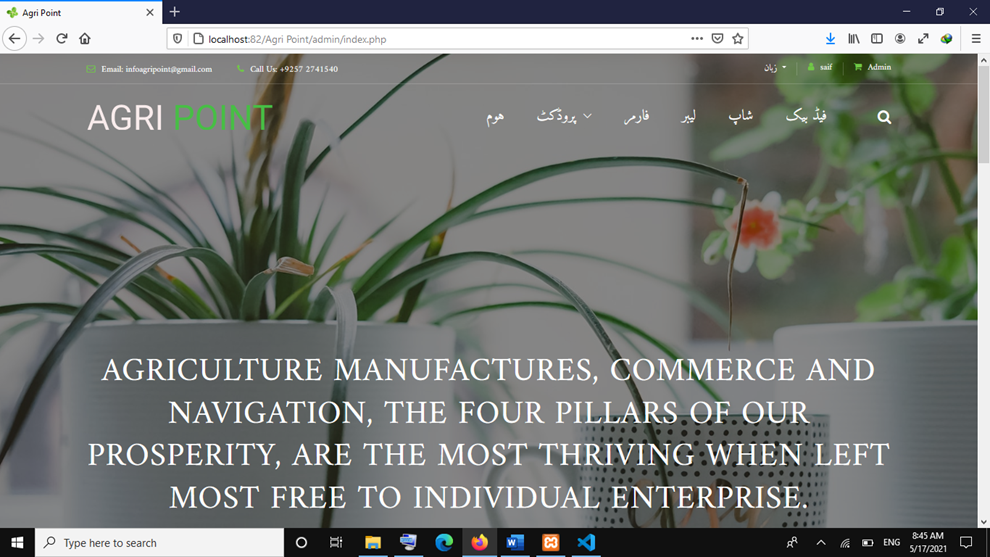 Agri Point
localhost:82/Agri Point/admin/index.php
Email: infoagripoint@gmail.com
Call Us: +9257 2741540
زبان
saif
Admin
AGRI POINT
ہوم
پروڈکٹ
فارمر
لیبر
شاپ
فیڈ بیک
AGRICULTURE MANUFACTURES, COMMERCE AND
NAVIGATION, THE FOUR PILLARS OF OUR
PROSPERITY, ARE THE MOST THRIVING WHEN LEFT
MOST FREE TO INDIVIDUAL ENTERPRISE.
Type here to search
ENG
8:45 AM
5/17/2021